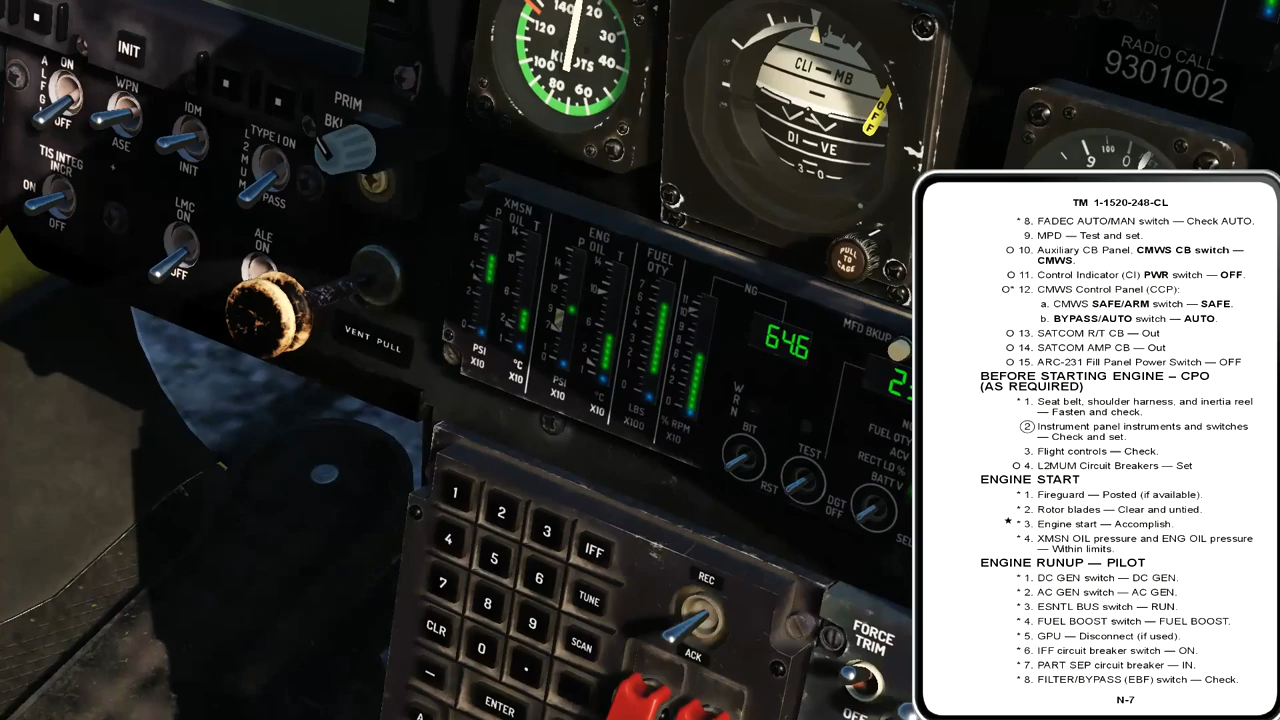 INIT
ON
OFF
WPN
ASE
IDM
INIT
TIS INTEG
INCR
ON
OFF
LMC
ON
OFF
L2MUM
TYPE I ON
PASS
ALE
ON
PRIM
BKL
VENT PULL
140
120
100
80
60
40
30
20
KNOTS
CLI MB
DI VE
3 0
OFF
PULL
TO
CAGE
RADIO CALL
9301002
9
100
0
XMSN
OIL
P T
ENG
OIL
P T
FUEL
QTY
NG
64.6
MFD BKUP
PSI
X10
°C
X10
PSI
X10
°C
X10
LBS
X100
% RPM
X10
WRN
BIT
RST
TEST
DGT
OFF
FUEL QTY
RECT LO %
BATT V
1 2 3 IFF
4 5 6 TUNE
7 8 9 SCAN
CLR 0 .
ENTER
REC
ACK
FORCE
TRIM
OFF
TM 1-1520-248-CL
* 8. FADEC AUTO/MAN switch — Check AUTO.
9. MPD — Test and set.
O 10. Auxiliary CB Panel, CMWS CB switch —
CMWS.
O 11. Control Indicator (CI) PWR switch — OFF.
O* 12. CMWS Control Panel (CCP):
a. CMWS SAFE/ARM switch — SAFE.
b. BYPASS/AUTO switch — AUTO.
O 13. SATCOM R/T CB — Out
O 14. SATCOM AMP CB — Out
O 15. ARC-231 Fill Panel Power Switch — OFF
BEFORE STARTING ENGINE – CPO
(AS REQUIRED)
* 1. Seat belt, shoulder harness, and inertia reel
— Fasten and check.
② Instrument panel instruments and switches
— Check and set.
3. Flight controls — Check.
O 4. L2MUM Circuit Breakers — Set
ENGINE START
* 1. Fireguard — Posted (if available).
* 2. Rotor blades — Clear and untied.
★ * 3. Engine start — Accomplish.
* 4. XMSN OIL pressure and ENG OIL pressure
— Within limits.
ENGINE RUNUP — PILOT
* 1. DC GEN switch — DC GEN.
* 2. AC GEN switch — AC GEN.
* 3. ESNTL BUS switch — RUN.
* 4. FUEL BOOST switch — FUEL BOOST.
* 5. GPU — Disconnect (if used).
* 6. IFF circuit breaker switch — ON.
* 7. PART SEP circuit breaker — IN.
* 8. FILTER/BYPASS (EBF) switch — Check.
N-7